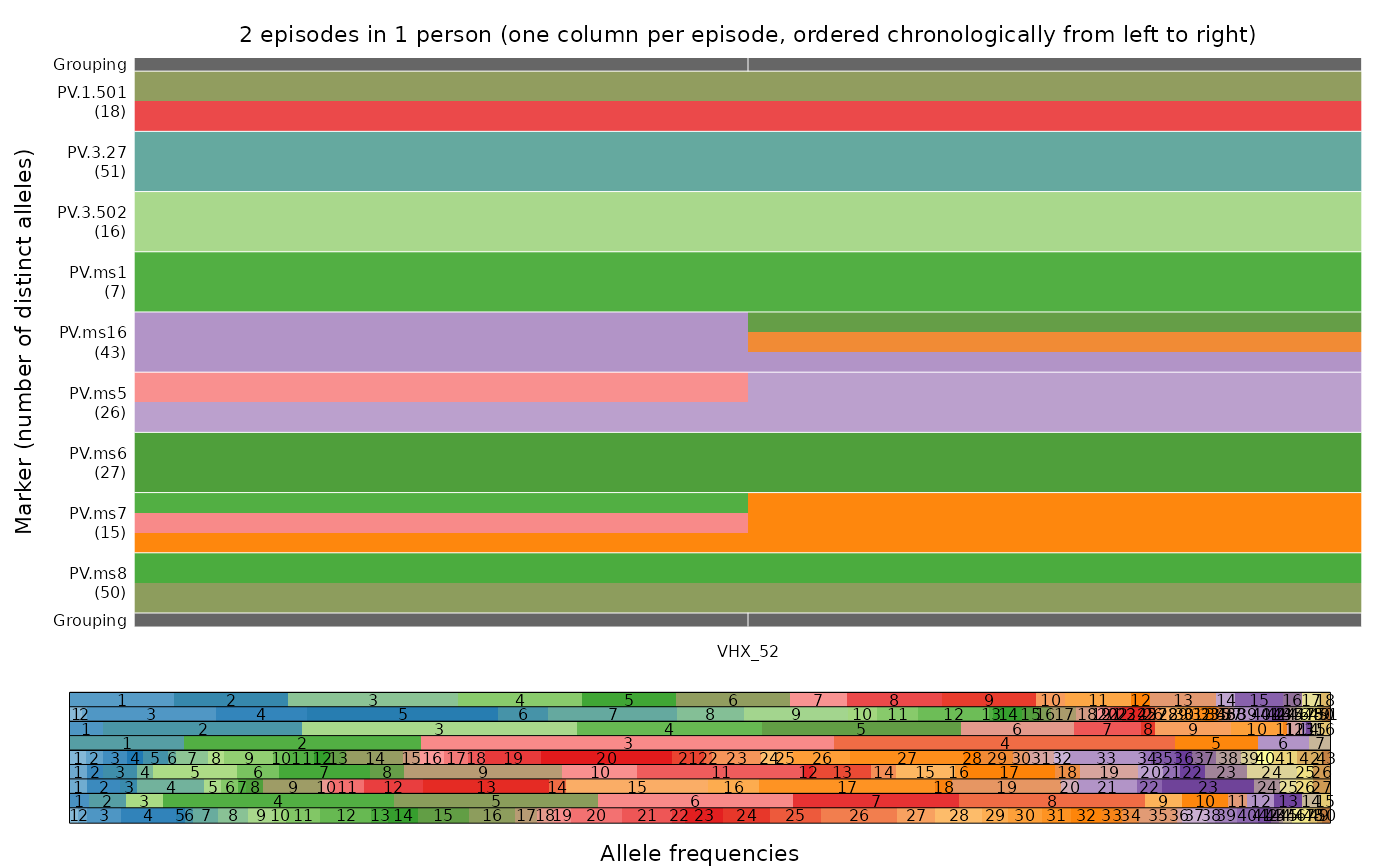 2 episodes in 1 person (one column per episode, ordered chronologically from left to right)
Grouping
PV.1.501
(18)
PV.3.27
(51)
PV.3.502
(16)
PV.ms1
(7)
PV.ms16
(43)
PV.ms5
(26)
PV.ms6
(27)
PV.ms7
(15)
PV.ms8
(50)
Grouping
Marker (number of distinct alleles)
VHX_52
1 2 3 4 5 6 7 8 9 10 11 12 13 14 15 16 17 18
1 2 3 4 5 6 7 8 9 10 11 12 13 14 15 16 17
1 2 3 4 5 6 7 8 9 10
1 2 3 4 5 6 7
1 2 3 4 5 6 7 8 9 10 11 12 13 14 15 16 17 18 19 20 21 22 23 24 25 26 27 28 29 30 31 32 33 34 35 36 37 38 39 40 41 42 43
1 2 3 4 5 6 7 8 9 10 11 12 13 14 15 16 17 18 19 20 21 22 23 24 25 26
1 2 3 4 5 6 7 8 9 10 11 12 13 14 15 16 17 18 19 20 21 22 23 24 25 26 27
1 2 3 4 5 6 7 8 9 10 11 12 13 14 15
1 2 3 4 5 6 7 8 9 10 11 12 13 14 15 16 17 18 19 20 21 22 23 24 25 26 27 28 29 30 31 32 33 34 35 36 37 38 39 40
Allele frequencies